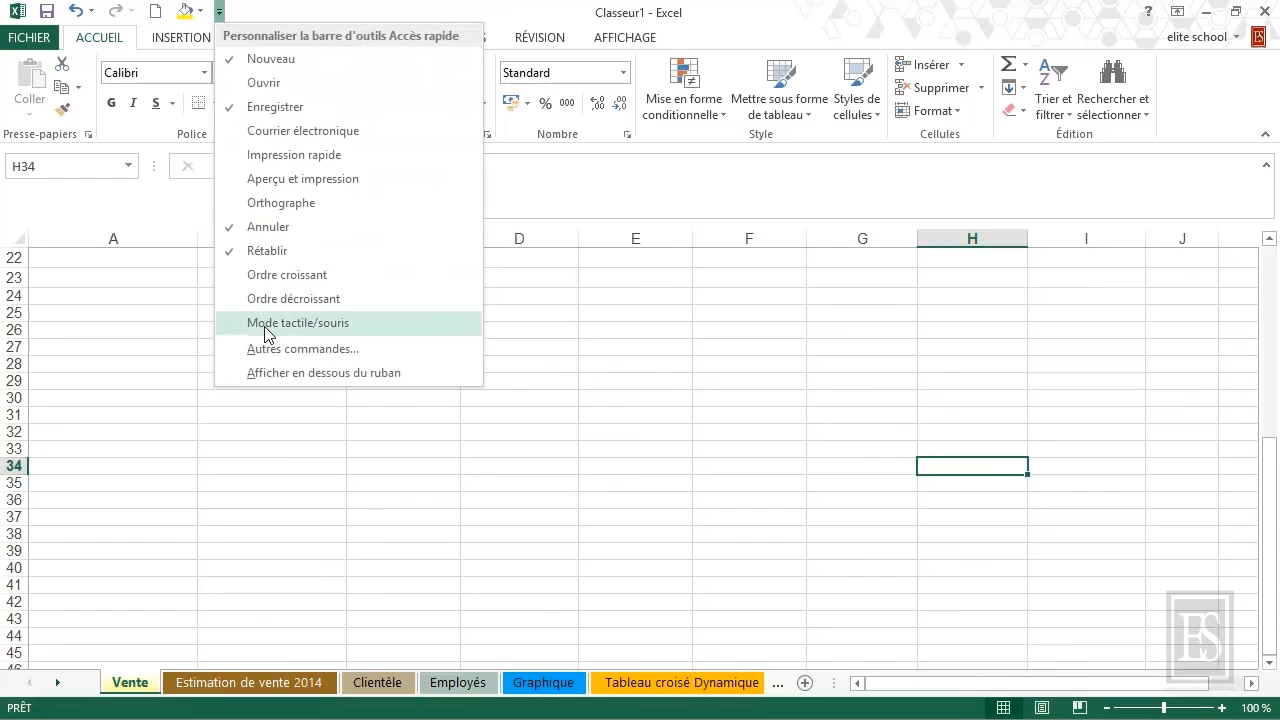 Classeur1 - Excel
FICHIER
ACCUEIL
INSERTION
RÉVISION
AFFICHAGE
elite school
Personnaliser la barre d'outils Accès rapide
Nouveau
Ouvrir
Enregistrer
Courrier électronique
Impression rapide
Aperçu et impression
Orthographe
Annuler
Rétablir
Ordre croissant
Ordre décroissant
Mode tactile/souris
Autres commandes...
Afficher en dessous du ruban
Coller
Presse-papiers
Calibri
G I S
Police
Standard
% 000
Nombre
Mise en forme
conditionnelle
Mettre sous forme
de tableau
Styles de
cellules
Style
Insérer
Supprimer
Format
Cellules
Trier et
filtrer
Rechercher et
sélectionner
Édition
H34
A D E F G H I J
22
23
24
25
26
27
28
29
30
31
32
33
34
35
36
37
38
39
40
41
42
43
44
45
46
ES
Vente
Estimation de vente 2014
Clientèle
Employés
Graphique
Tableau croisé Dynamique
...
PRÊT
100 %